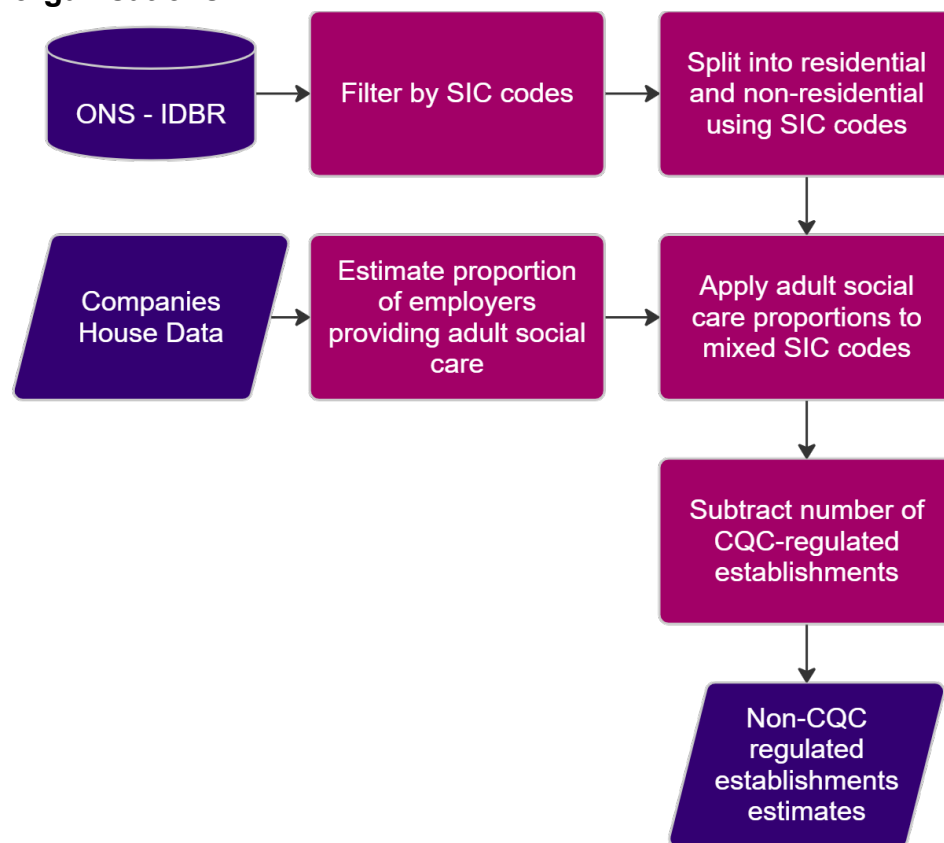 ONS - IDBR
Filter by SIC codes
Split into residential
and non-residential
using SIC codes
Companies
House Data
Estimate proportion
of employers
providing adult social
care
Apply adult social
care proportions to
mixed SIC codes
Subtract number of
CQC-regulated
establishments
Non-CQC
regulated
establishments
estimates